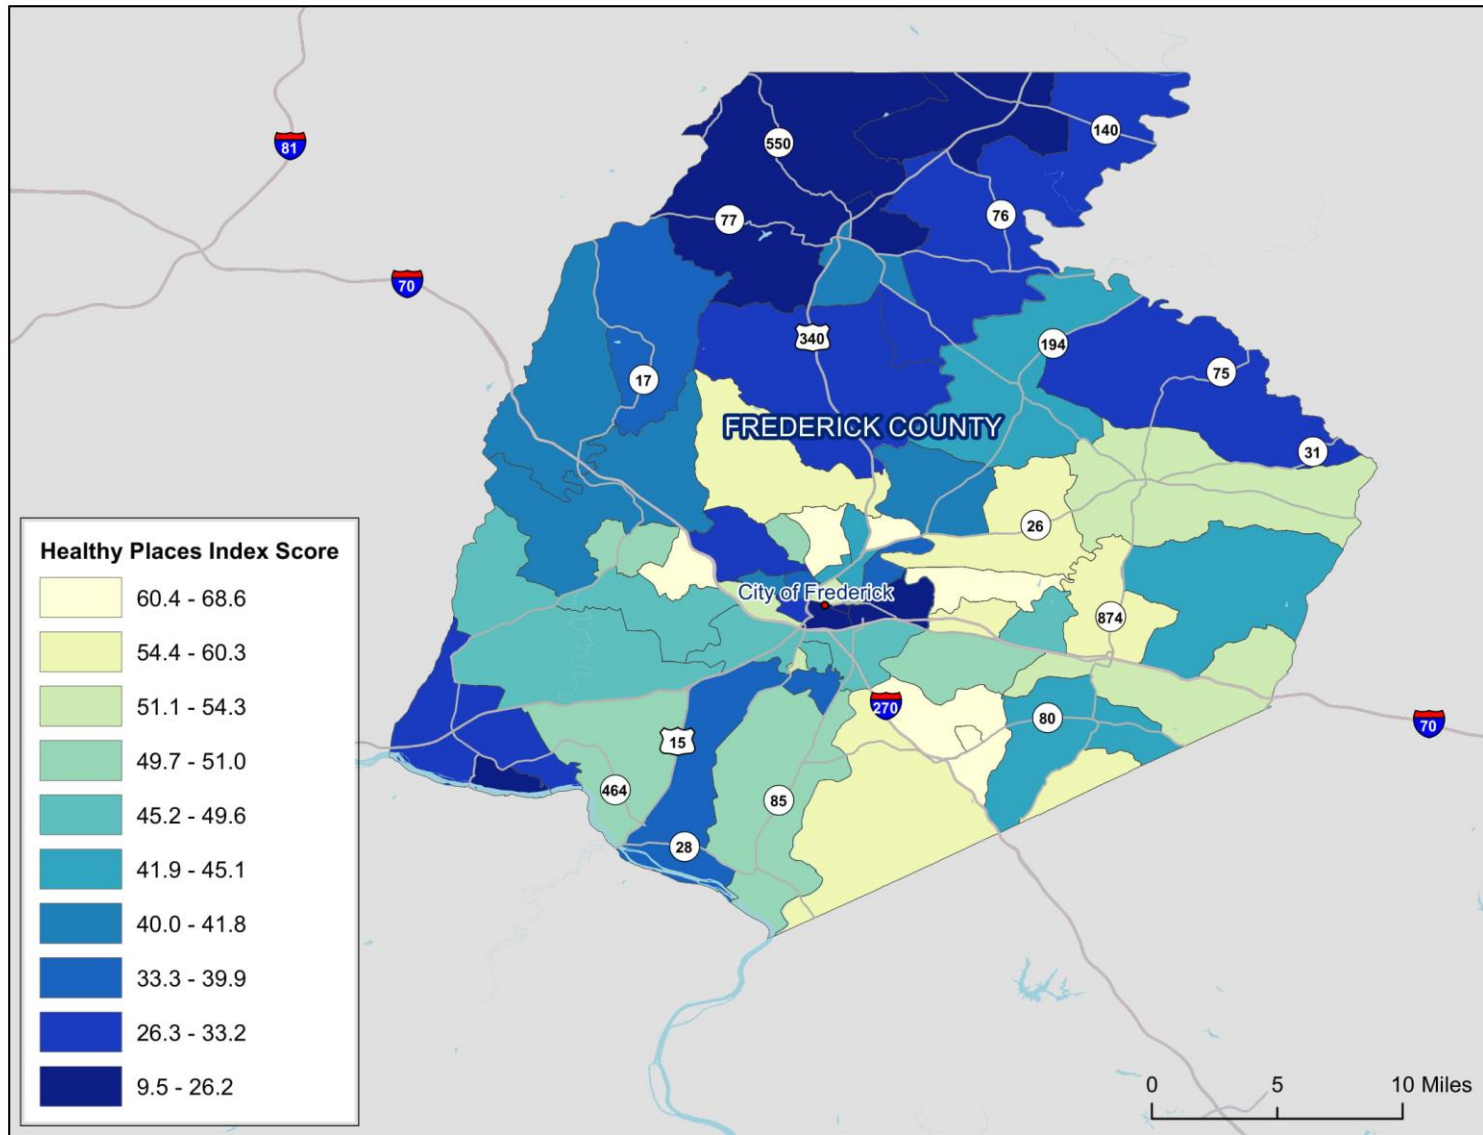 81
550
140
77
76
70
340
194
17
75
FREDERICK COUNTY
31
26
City of Frederick
874
270
80
15
70
464
85
28
Healthy Places Index Score
60.4 - 68.6
54.4 - 60.3
51.1 - 54.3
49.7 - 51.0
45.2 - 49.6
41.9 - 45.1
40.0 - 41.8
33.3 - 39.9
26.3 - 33.2
9.5 - 26.2
0 5 10 Miles